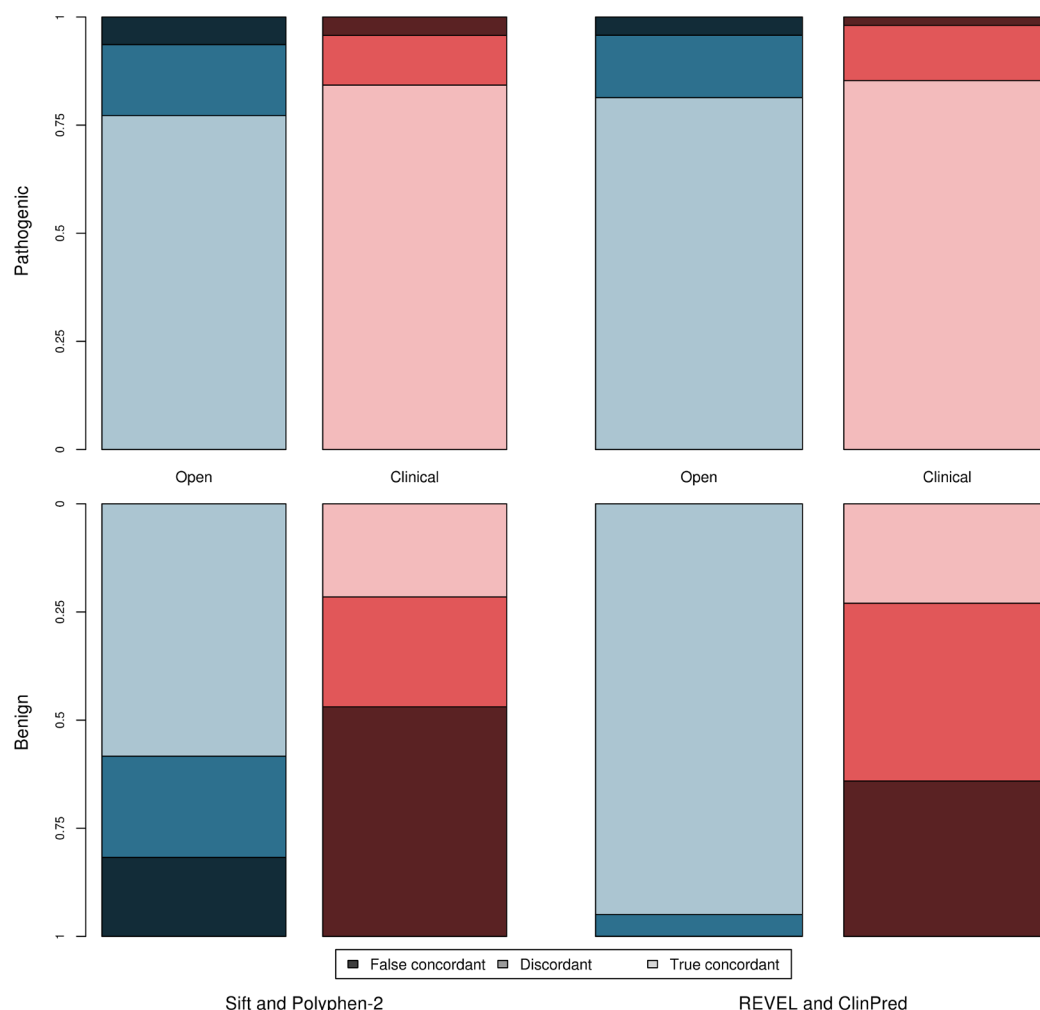 Pathogenic
1
0.75
0.5
0.25
0
Open Clinical Open Clinical
Benign
0
0.25
0.5
0.75
1
False concordant Discordant True concordant
Sift and Polyphen-2 REVEL and ClinPred